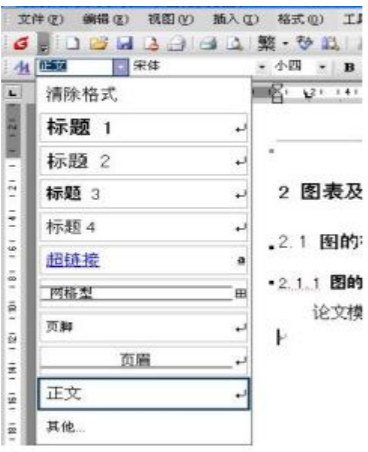 文件(F) 编辑(E) 视图(V) 插入(I) 格式(O) 工
繁
正文 宋体 小四 B
清除格式
标题 1
标题 2
标题 3
标题 4
超链接 a
网格型
页脚
页眉
正文
其他...
2 图表及
2.1 图的
2.1.1 图的
论文模